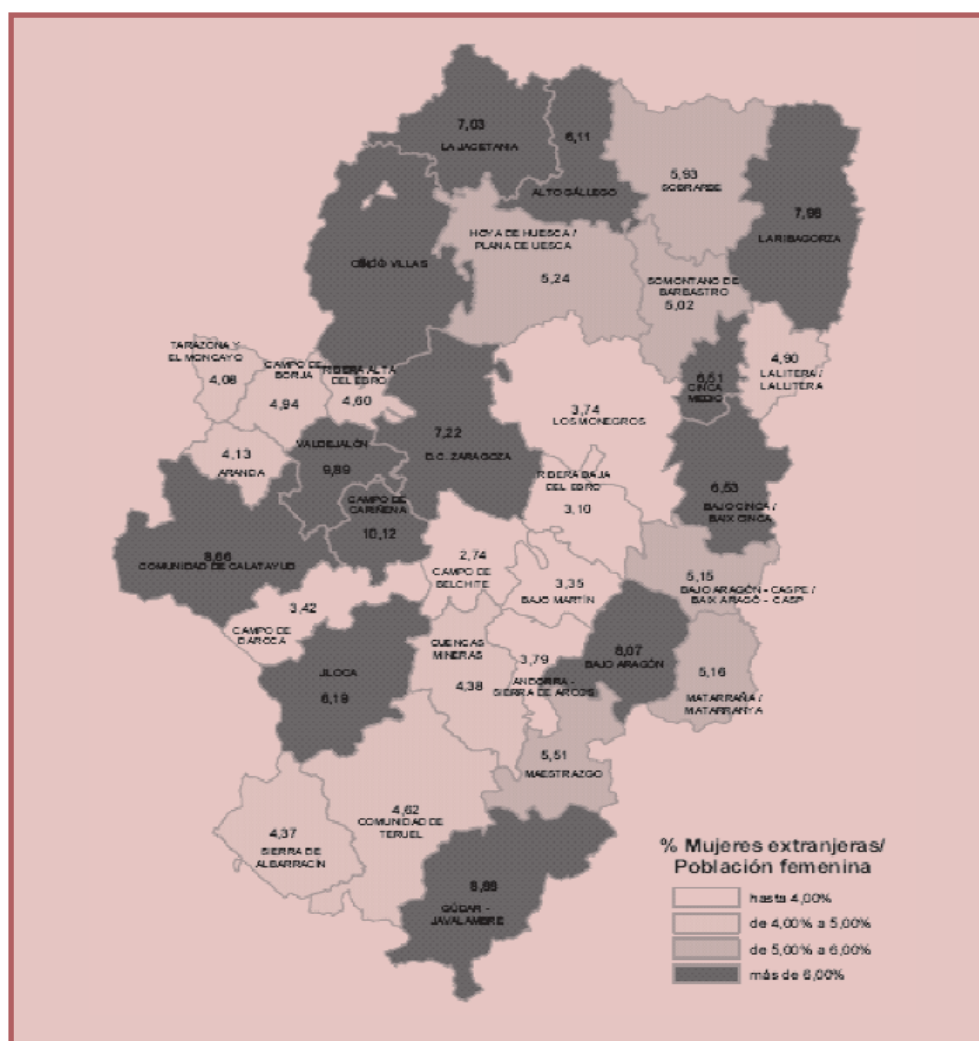 7,03
LA JACETANIA
6,11
ALTO GÁLLEGO
5,93
SOBRARBE
7,98
LA RIBAGORZA
HOYA DE HUESCA /
PLANA DE UESCA
5,24
CINCO VILLAS
SOMONTANO DE
BARBASTRO
5,02
TARAZONA Y
EL MONCAYO
4,08
CAMPO DE
BORJA
4,94
RIBERA ALTA
DEL EBRO
4,60
6,51
CINCA
MEDIO
4,90
LA LITERA /
LA LLITERA
3,74
LOS MONEGROS
7,22
D.C. ZARAGOZA
4,13
ARANDA
VALDEJALÓN
9,89
RIBERA BAJA
DEL EBRO
3,10
6,53
BAJO CINCA /
BAIX CINCA
CAMPO DE
CARIÑENA
10,12
8,66
COMUNIDAD DE CALATAYUD
2,74
CAMPO DE
BELCHITE
3,35
BAJO MARTÍN
5,15
BAJO ARAGÓN - CASPE /
BAIX ARAGÓ - CASP
3,42
CAMPO DE
DAROCA
CUENCAS
MINERAS
4,38
3,79
ANDORRA -
SIERRA DE ARCOS
BAJO ARAGÓN
5,16
MATARRAÑA /
MATARRANYA
JILOCA
6,19
5,51
MAESTRAZGO
4,37
SIERRA DE
ALBARRACÍN
4,62
COMUNIDAD DE
TERUEL
GÚDAR -
JAVALAMBRE
% Mujeres extranjeras/
Población femenina
hasta 4,00%
de 4,00% a 5,00%
de 5,00% a 6,00%
más de 6,00%